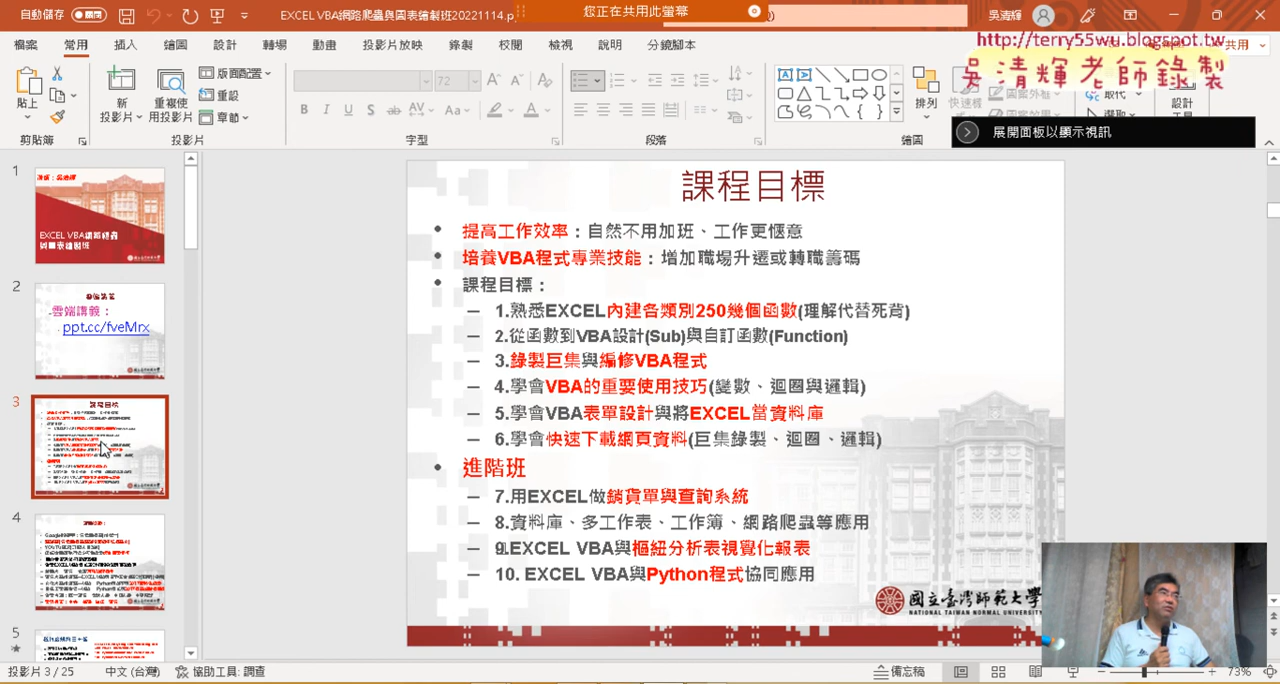 自動儲存
關閉
EXCEL VBA網路爬蟲與圖表繪製班20221114.p
您正在共用此螢幕
吳清輝
檔案 常用 插入 繪圖 設計 轉場 動畫 投影片放映 錄製 校閱 檢視 說明 分鏡腳本
共用
http://terry55wu.blogspot.tw
吳清輝老師錄製
貼上
新
投影片
重複使
用投影片
版面配置
重設
章節
72
B I U S ab AV Aa A
排列
快速樣
圖案外框
取代
設計
剪貼簿
投影片
字型
段落
繪圖
展開面板以顯示視訊
1
EXCEL VBA網路爬蟲
與圖表繪製班
2
雲端講義：
ppt.cc/fveMrx
3
課程目標
4
5
課程目標
• 提高工作效率：自然不用加班、工作更愜意
• 培養VBA程式專業技能：增加職場升遷或轉職籌碼
• 課程目標：
– 1.熟悉EXCEL內建各類別250幾個函數(理解代替死背)
– 2.從函數到VBA設計(Sub)與自訂函數(Function)
– 3.錄製巨集與編修VBA程式
– 4.學會VBA的重要使用技巧(變數、迴圈與邏輯)
– 5.學會VBA表單設計與將EXCEL當資料庫
– 6.學會快速下載網頁資料(巨集錄製、迴圈、邏輯)
• 進階班
– 7.用EXCEL做銷貨單與查詢系統
– 8.資料庫、多工作表、工作簿、網路爬蟲等應用
– 9.EXCEL VBA與樞紐分析表視覺化報表
– 10. EXCEL VBA與Python程式協同應用
國立臺灣師範大學
NATIONAL TAIWAN NORMAL UNIVERSITY
投影片 3 / 25
中文 (台灣)
協助工具: 調查
備忘稿
73%